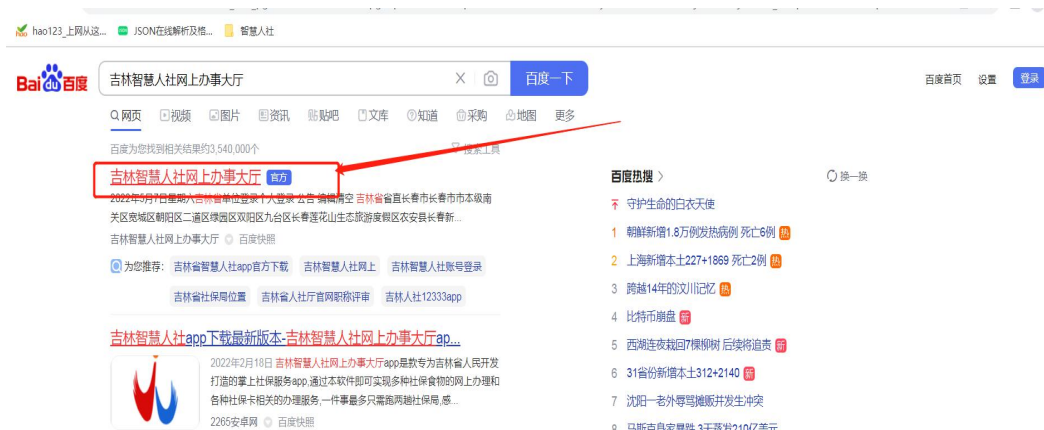 hao123_上网从这...
JSON在线解析及格...
智慧人社
Bai du 百度
吉林智慧人社网上办事大厅
百度一下
百度首页 设置 登录
网页 视频 图片 资讯 贴吧 文库 知道 采购 地图 更多
百度为您找到相关结果约3,540,000个
搜索工具
吉林智慧人社网上办事大厅 官方
2022年5月7日星期六吉林省单位登录个人登录 公告 编辑清空 吉林省省直长春市长春市市本级南
关区宽城区朝阳区二道区绿园区双阳区九台区长春莲花山生态旅游度假区农安县长春新...
吉林智慧人社网上办事大厅 百度快照
为您推荐: 吉林省智慧人社app官方下载 吉林智慧人社网上 吉林智慧人社账号登录
吉林省社保局位置 吉林省人社厅官网职称评审 吉林人社12333app
吉林智慧人社app下载最新版本-吉林智慧人社网上办事大厅ap...
2022年2月18日 吉林智慧人社网上办事大厅app是款专为吉林省人民开发
打造的掌上社保服务app,通过本软件即可实现多种社保食物的网上办理和
各种社保卡相关的办理服务,一件事最多只需跑两趟社保局,感...
2265安卓网 百度快照
百度热搜 换一换
守护生命的白衣天使
1 朝鲜新增1.8万例发热病例 死亡6例 热
2 上海新增本土227+1869 死亡2例 热
3 跨越14年的汶川记忆 热
4 比特币崩盘 新
5 西湖连夜栽回7棵柳树 后续将追责 新
6 31省份新增本土312+2140 新
7 沈阳一老外辱骂摊贩并发生冲突
8 马斯克身家暴跌 3天蒸发210亿美元